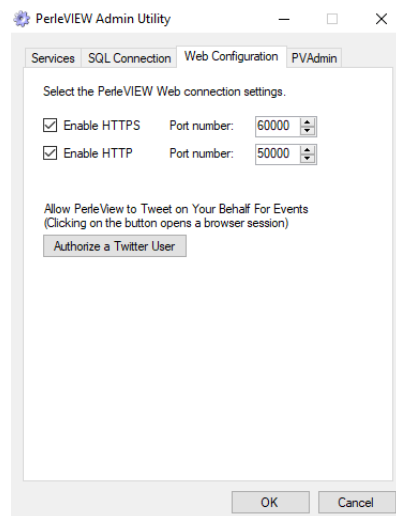 PerleVIEW Admin Utility
Services SQL Connection Web Configuration PVAdmin
Select the PerleVIEW Web connection settings.
Enable HTTPS Port number: 60000
Enable HTTP Port number: 50000
Allow PerleView to Tweet on Your Behalf For Events
(Clicking on the button opens a browser session)
Authorize a Twitter User
OK Cancel